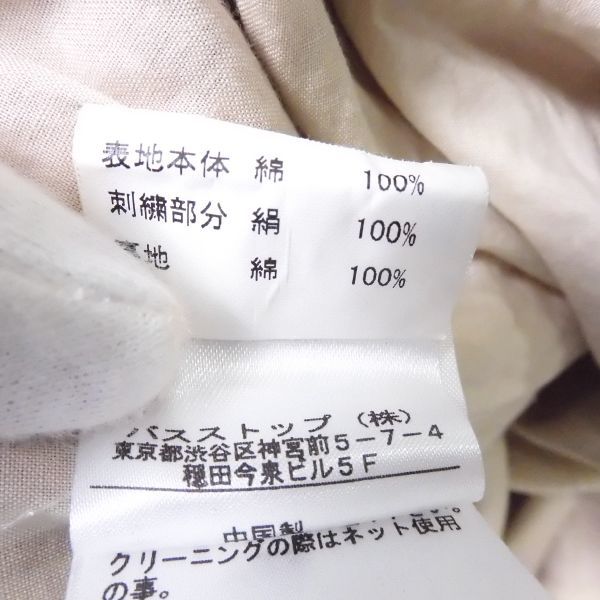 表地本体 綿 100%
刺繍部分 絹 100%
裏地 綿 100%
バスストップ (株)
東京都渋谷区神宮前5-7-4
穏田今泉ビル5F
中国製
クリーニングの際はネット使用
の事。